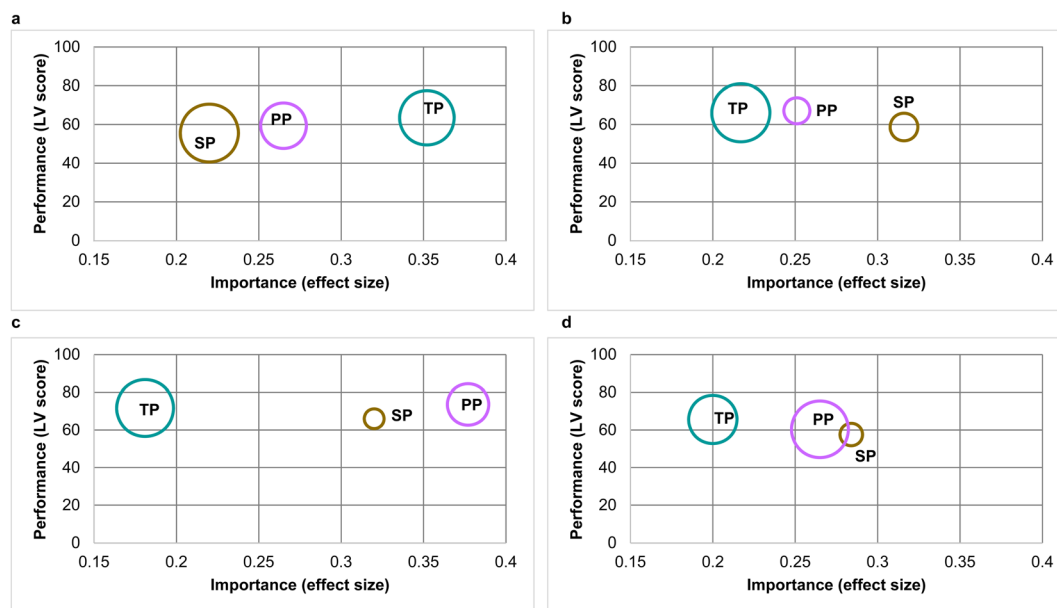 a
100
80
60
40
20
0
Performance (LV score)
SP
PP
TP
0.15 0.2 0.25 0.3 0.35 0.4
Importance (effect size)
b
100
80
60
40
20
0
Performance (LV score)
TP
PP
SP
0.15 0.2 0.25 0.3 0.35 0.4
Importance (effect size)
c
100
80
60
40
20
0
Performance (LV score)
TP
SP
PP
0.15 0.2 0.25 0.3 0.35 0.4
Importance (effect size)
d
100
80
60
40
20
0
Performance (LV score)
TP
PP
SP
0.15 0.2 0.25 0.3 0.35 0.4
Importance (effect size)